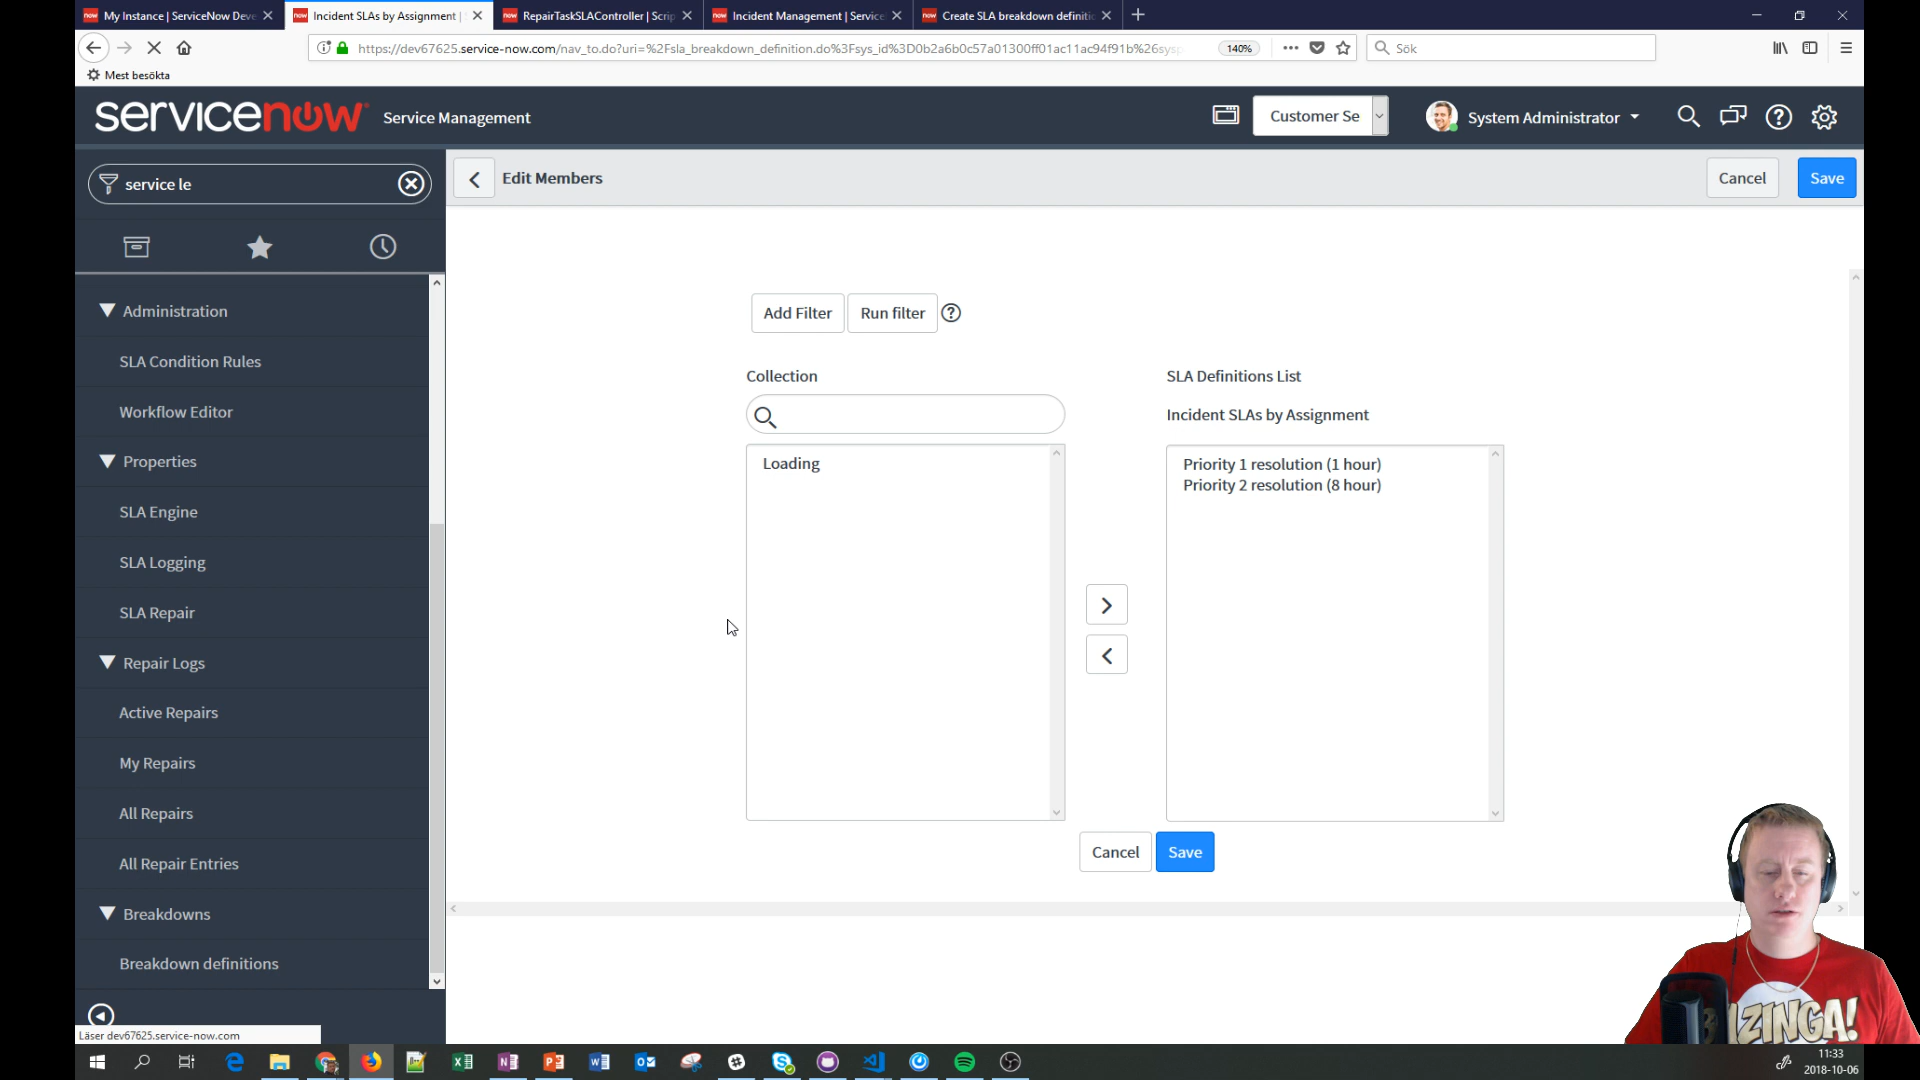 My Instance | ServiceNow Deve
Incident SLAs by Assignment |
RepairTaskSLAController | Scrip
Incident Management | Service
Create SLA breakdown definitio
https://dev67625.service-now.com/nav_to.do?uri=%2Fsla_breakdown_definition.do%3Fsys_id%3D0b2a6b0c57a01300ff01ac11ac94f91b%26sysp
140%
Sök
Mest besökta
servicenow
Service Management
Customer Se
System Administrator
service le
Edit Members
Cancel
Save
Administration
SLA Condition Rules
Workflow Editor
Properties
SLA Engine
SLA Logging
SLA Repair
Repair Logs
Active Repairs
My Repairs
All Repairs
All Repair Entries
Breakdowns
Breakdown definitions
Add Filter
Run filter
Collection
SLA Definitions List
Incident SLAs by Assignment
Loading
Priority 1 resolution (1 hour)
Priority 2 resolution (8 hour)
Cancel
Save
Läser dev67625.service-now.com
ZINGA!
11:33
2018-10-06